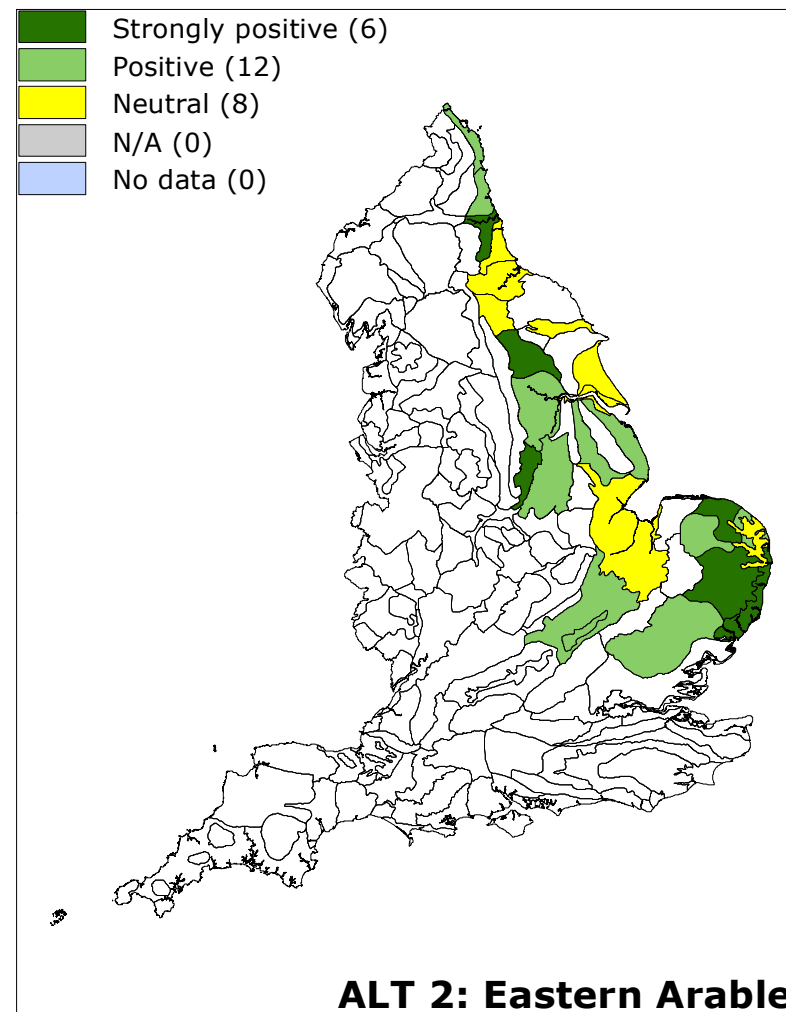 Strongly positive (6)
Positive (12)
Neutral (8)
N/A (0)
No data (0)
ALT 2: Eastern Arable